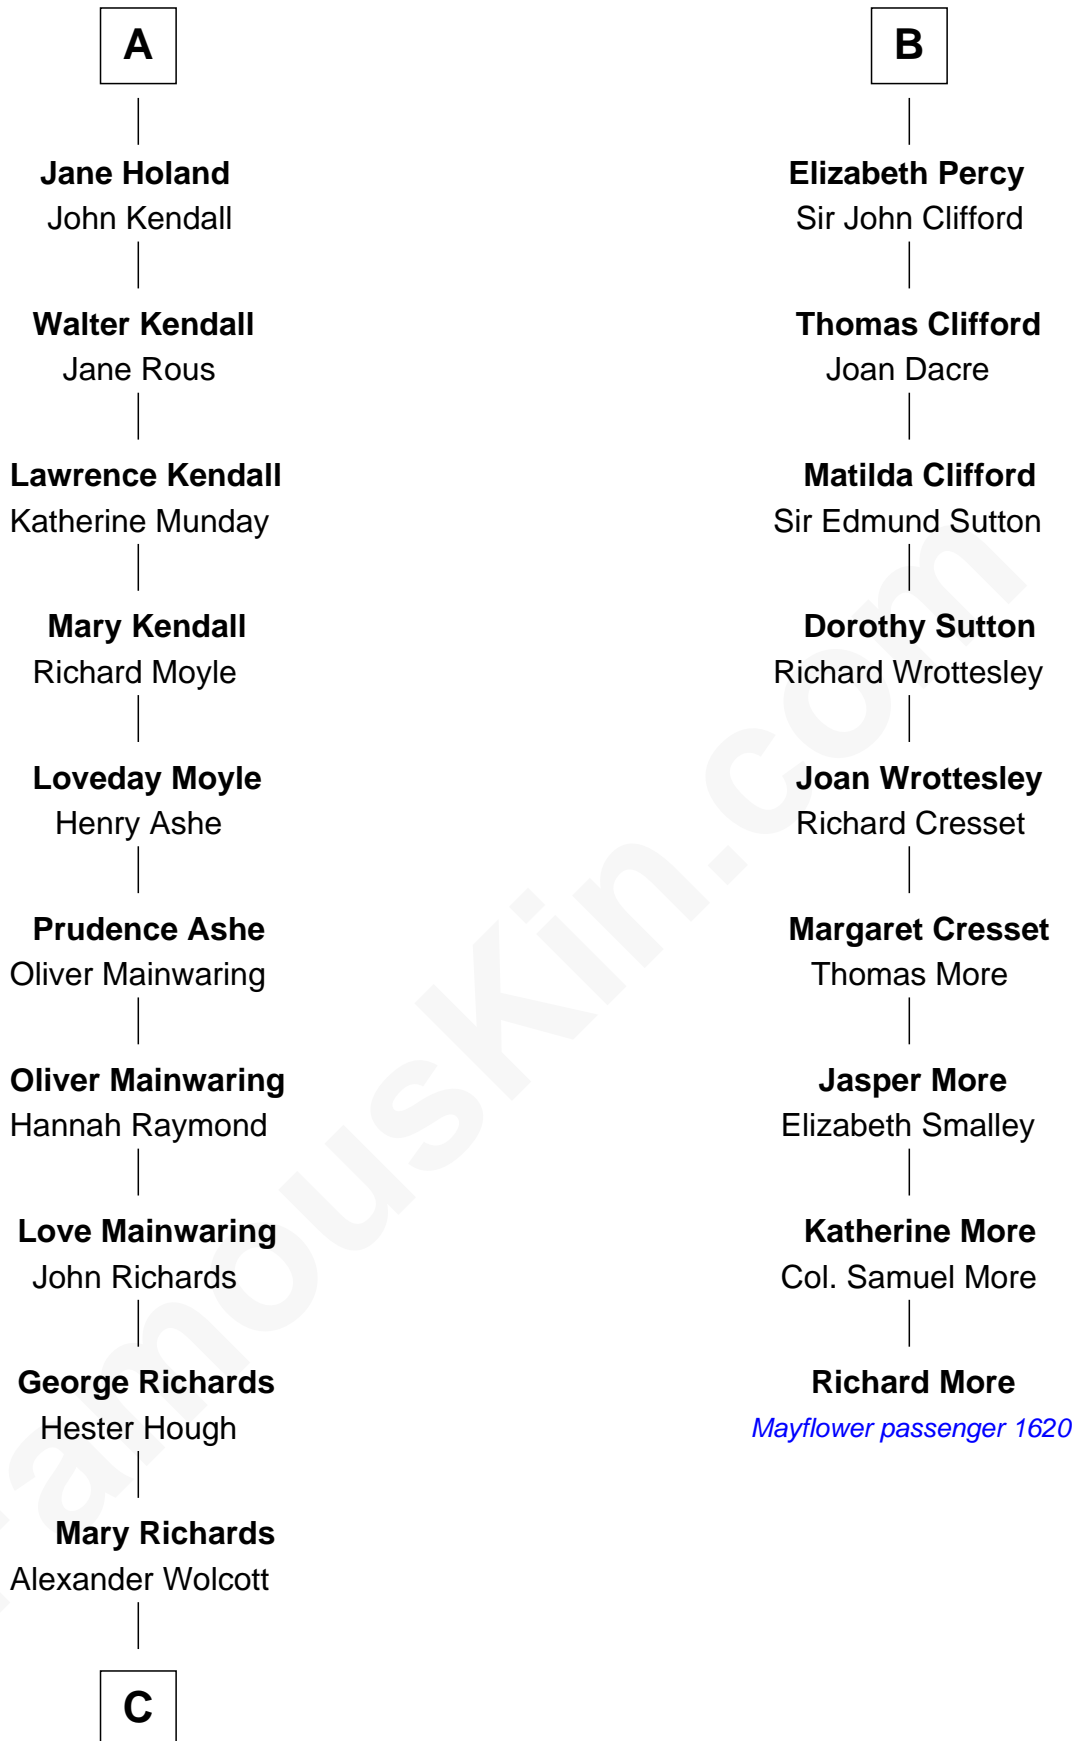 A
Jane Holand
John Kendall
Walter Kendall
Jane Rous
Lawrence Kendall
Katherine Munday
Mary Kendall
Richard Moyle
Loveday Moyle
Henry Ashe
Prudence Ashe
Oliver Mainwaring
Oliver Mainwaring
Hannah Raymond
Love Mainwaring
John Richards
George Richards
Hester Hough
Mary Richards
Alexander Wolcott
C
B
Elizabeth Percy
Sir John Clifford
Thomas Clifford
Joan Dacre
Matilda Clifford
Sir Edmund Sutton
Dorothy Sutton
Richard Wrottesley
Joan Wrottesley
Richard Cresset
Margaret Cresset
Thomas More
Jasper More
Elizabeth Smalley
Katherine More
Col. Samuel More
Richard More
Mayflower passenger 1620
FamousKin.com